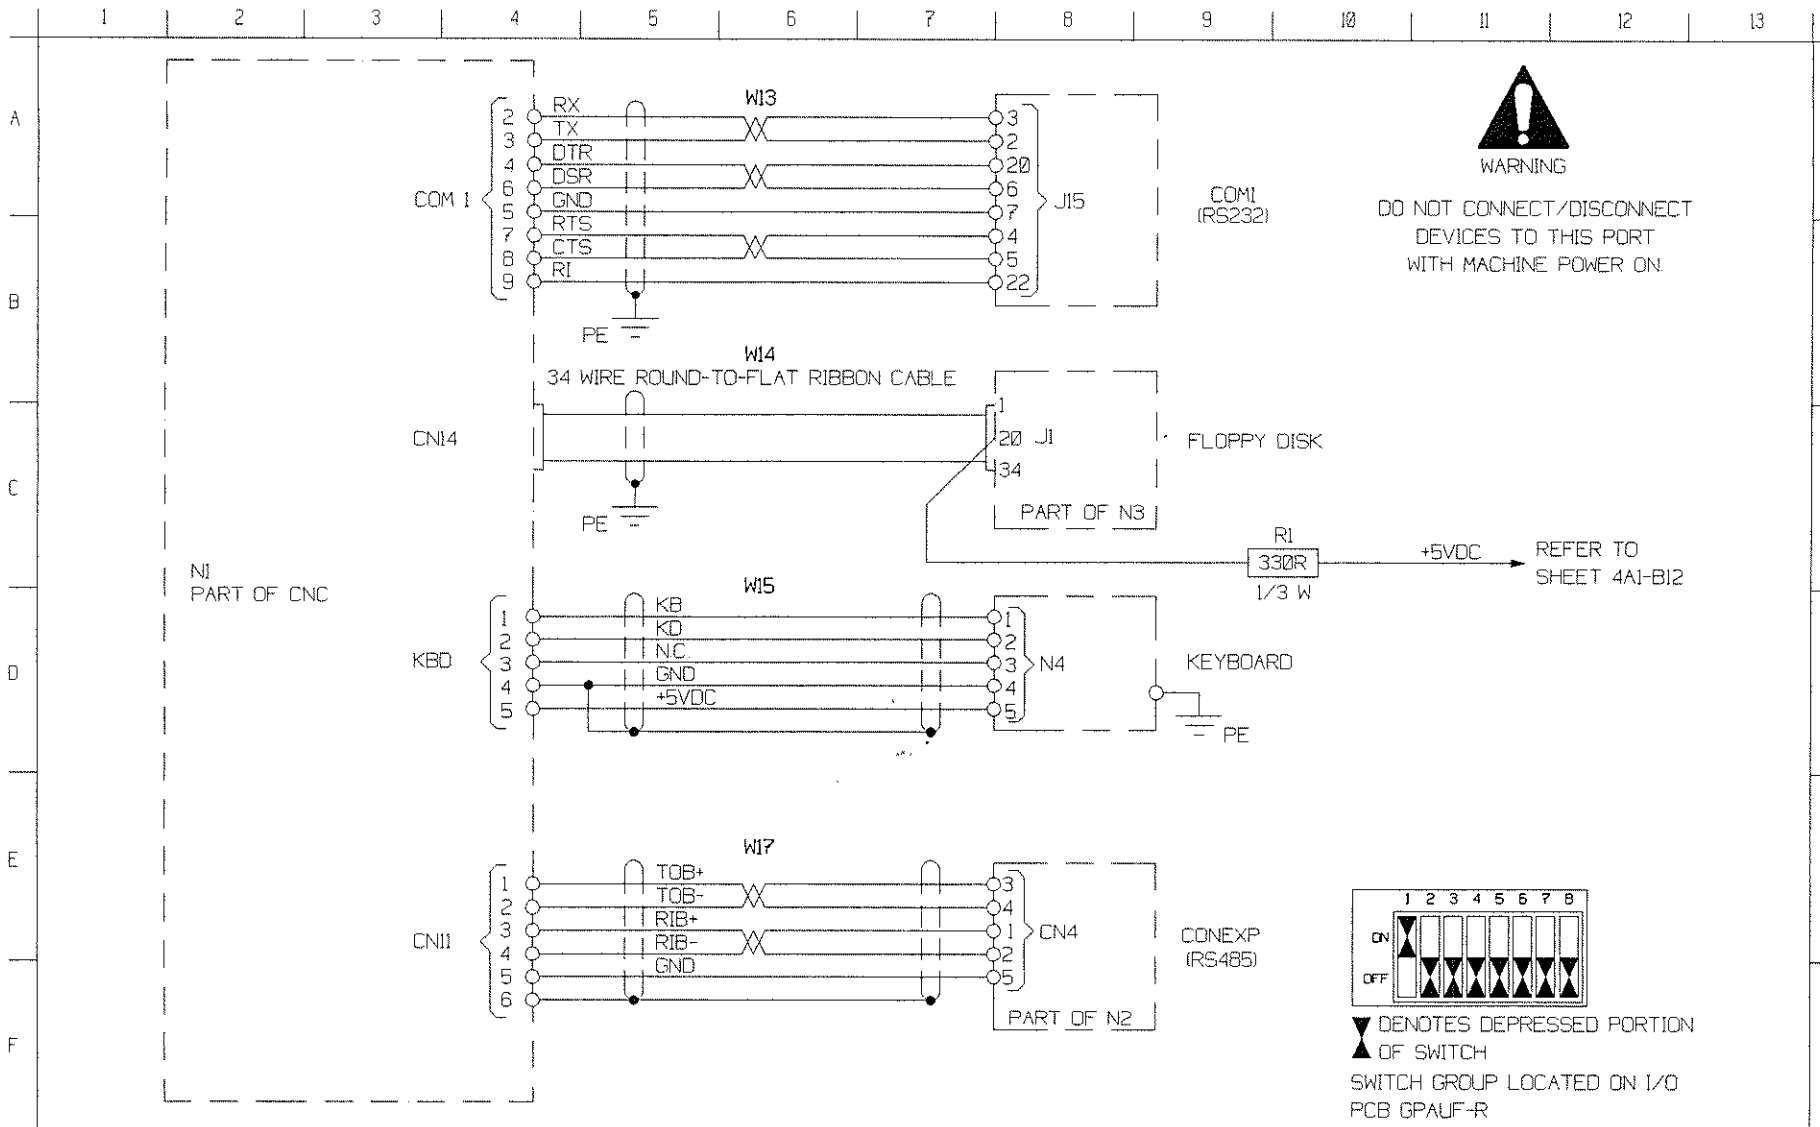 1 2 3 4 5 6 7 8 9 10 11 12 13
A
B
C
D
E
F
N1
PART OF CNC
W13
COM 1
2 RX 3
3 TX 2
4 DTR 20
6 DSR 6
5 GND 7
7 RTS 4
8 CTS 5
9 RI 22
J15
COM1
(RS232)
PE
WARNING
DO NOT CONNECT/DISCONNECT
DEVICES TO THIS PORT
WITH MACHINE POWER ON.
W14
34 WIRE ROUND-TO-FLAT RIBBON CABLE
CN14
1
20 J1
34
FLOPPY DISK
PART OF N3
PE
R1
330R
1/3 W
+5VDC
REFER TO
SHEET 4A1-B12
W15
KBD
1 KB 1
2 KD 2
3 N.C. 3
4 GND 4
5 +5VDC 5
N4
KEYBOARD
PE
W17
CN11
1 TOB+ 3
2 TOB- 4
3 RIB+ 1
4 RIB- 2
5 GND 5
6
CN4
CONEXP
(RS485)
PART OF N2
1 2 3 4 5 6 7 8
ON
OFF
DENOTES DEPRESSED PORTION
OF SWITCH
SWITCH GROUP LOCATED ON I/O
PCB GPAUF-R